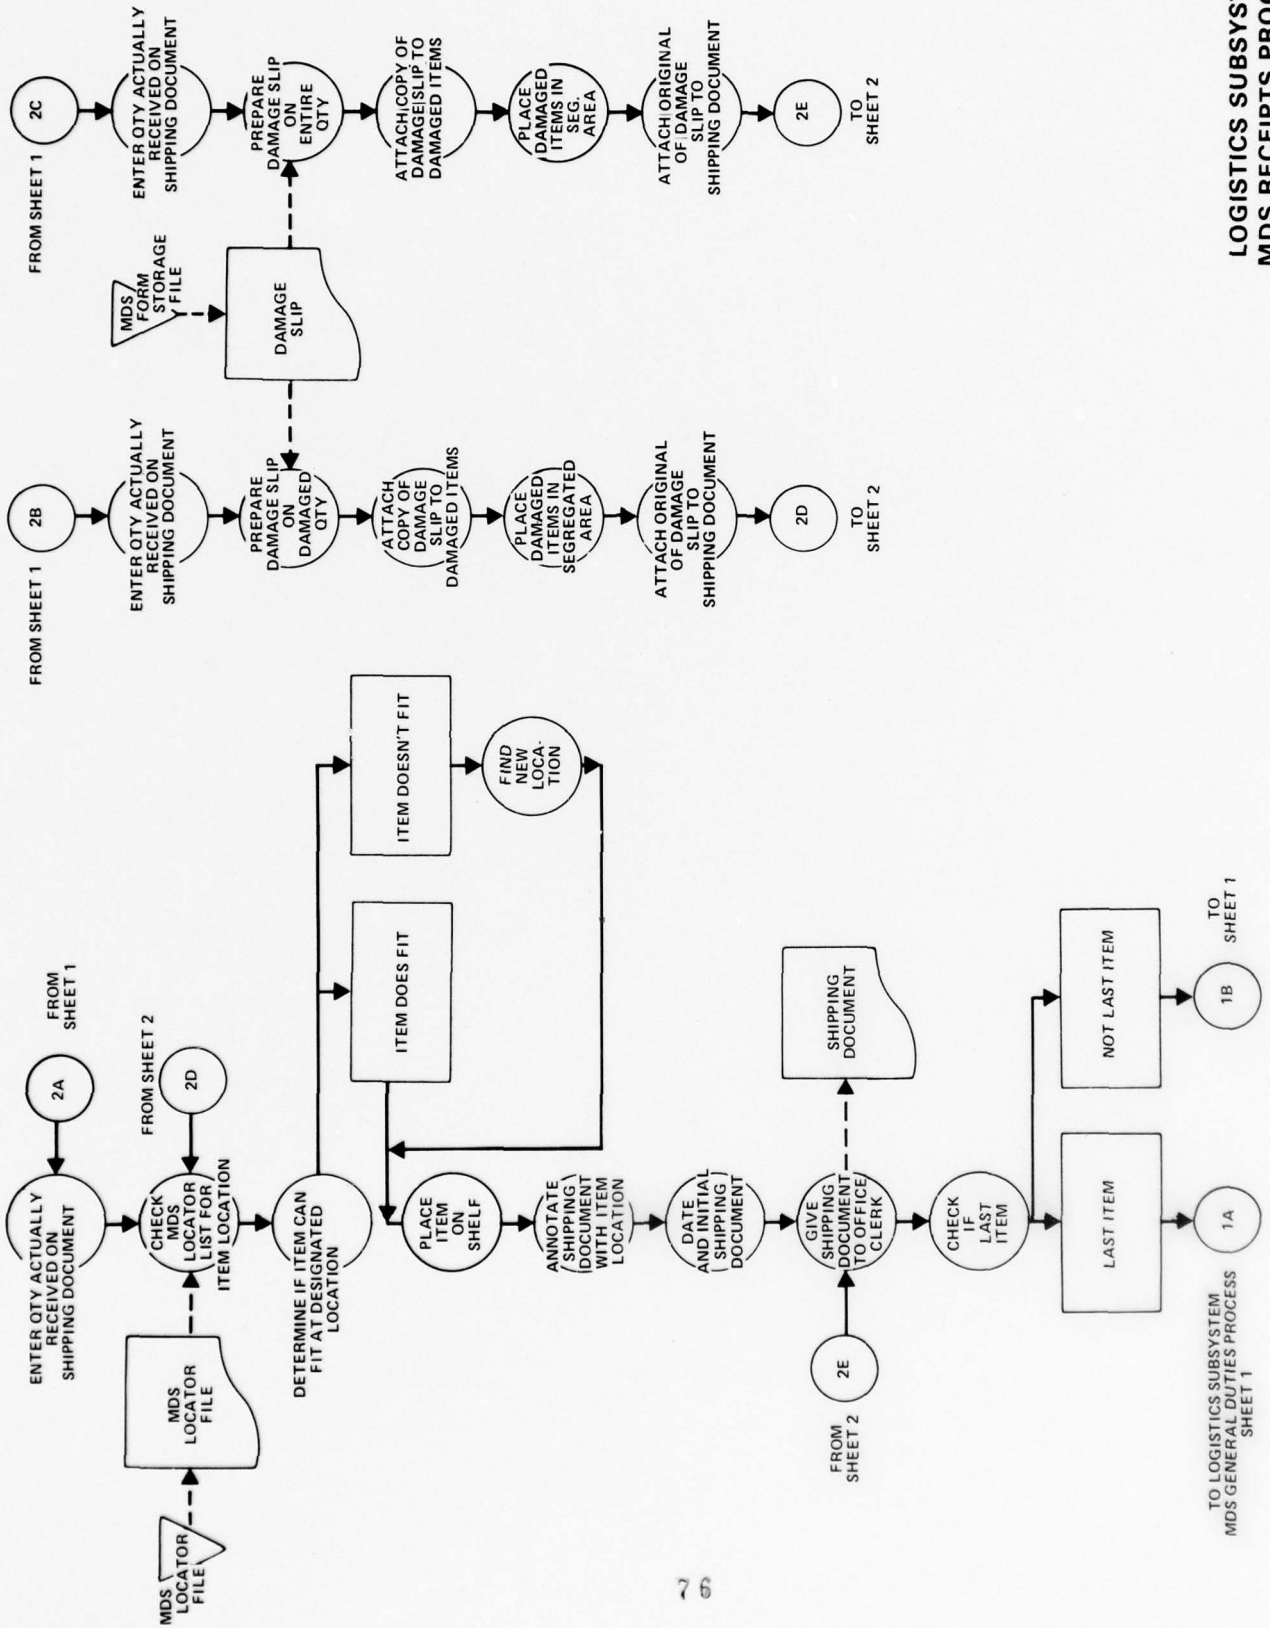 FROM
SHEET 1
2A
ENTER QTY ACTUALLY
RECEIVED ON
SHIPPING DOCUMENT
FROM SHEET 2
2D
MDS
LOCATOR
FILE
MDS
LOCATOR
FILE
CHECK
MDS
LOCATOR
LIST FOR
ITEM LOCATION
DETERMINE IF ITEM CAN
FIT AT DESIGNATED
LOCATION
ITEM DOES FIT
ITEM DOESN'T FIT
FIND
NEW
LOCA-
TION
PLACE
ITEM
ON
SHELF
ANNOTATE
SHIPPING
DOCUMENT
WITH ITEM
LOCATION
DATE
AND INITIAL
SHIPPING
DOCUMENT
FROM
SHEET 2
2E
GIVE
SHIPPING
DOCUMENT
TO OFFICE
CLERK
SHIPPING
DOCUMENT
CHECK
IF
LAST
ITEM
LAST ITEM
NOT LAST ITEM
TO LOGISTICS SUBSYSTEM
MDS GENERAL DUTIES PROCESS
SHEET 1
1A
1B
TO
SHEET 1
FROM SHEET 1
2B
ENTER QTY ACTUALLY
RECEIVED ON
SHIPPING DOCUMENT
PREPARE
DAMAGE SLIP
ON
DAMAGED
QTY
ATTACH
COPY OF
DAMAGE
SLIP TO
DAMAGED ITEMS
PLACE
DAMAGED
ITEMS IN
SEGREGATED
AREA
ATTACH ORIGINAL
OF DAMAGE
SLIP TO
SHIPPING DOCUMENT
2D
TO
SHEET 2
MDS
FORM
STORAGE
FILE
DAMAGE
SLIP
FROM SHEET 1
2C
ENTER QTY ACTUALLY
RECEIVED ON
SHIPPING DOCUMENT
PREPARE
DAMAGE SLIP
ON
ENTIRE
QTY
ATTACH COPY OF
DAMAGE SLIP TO
DAMAGED ITEMS
PLACE
DAMAGED
ITEMS IN
SEG.
AREA
ATTACH ORIGINAL
OF DAMAGE
SLIP TO
SHIPPING DOCUMENT
2E
TO
SHEET 2
LOGISTICS SUBSYS
MDS RECEIPTS PRO
76